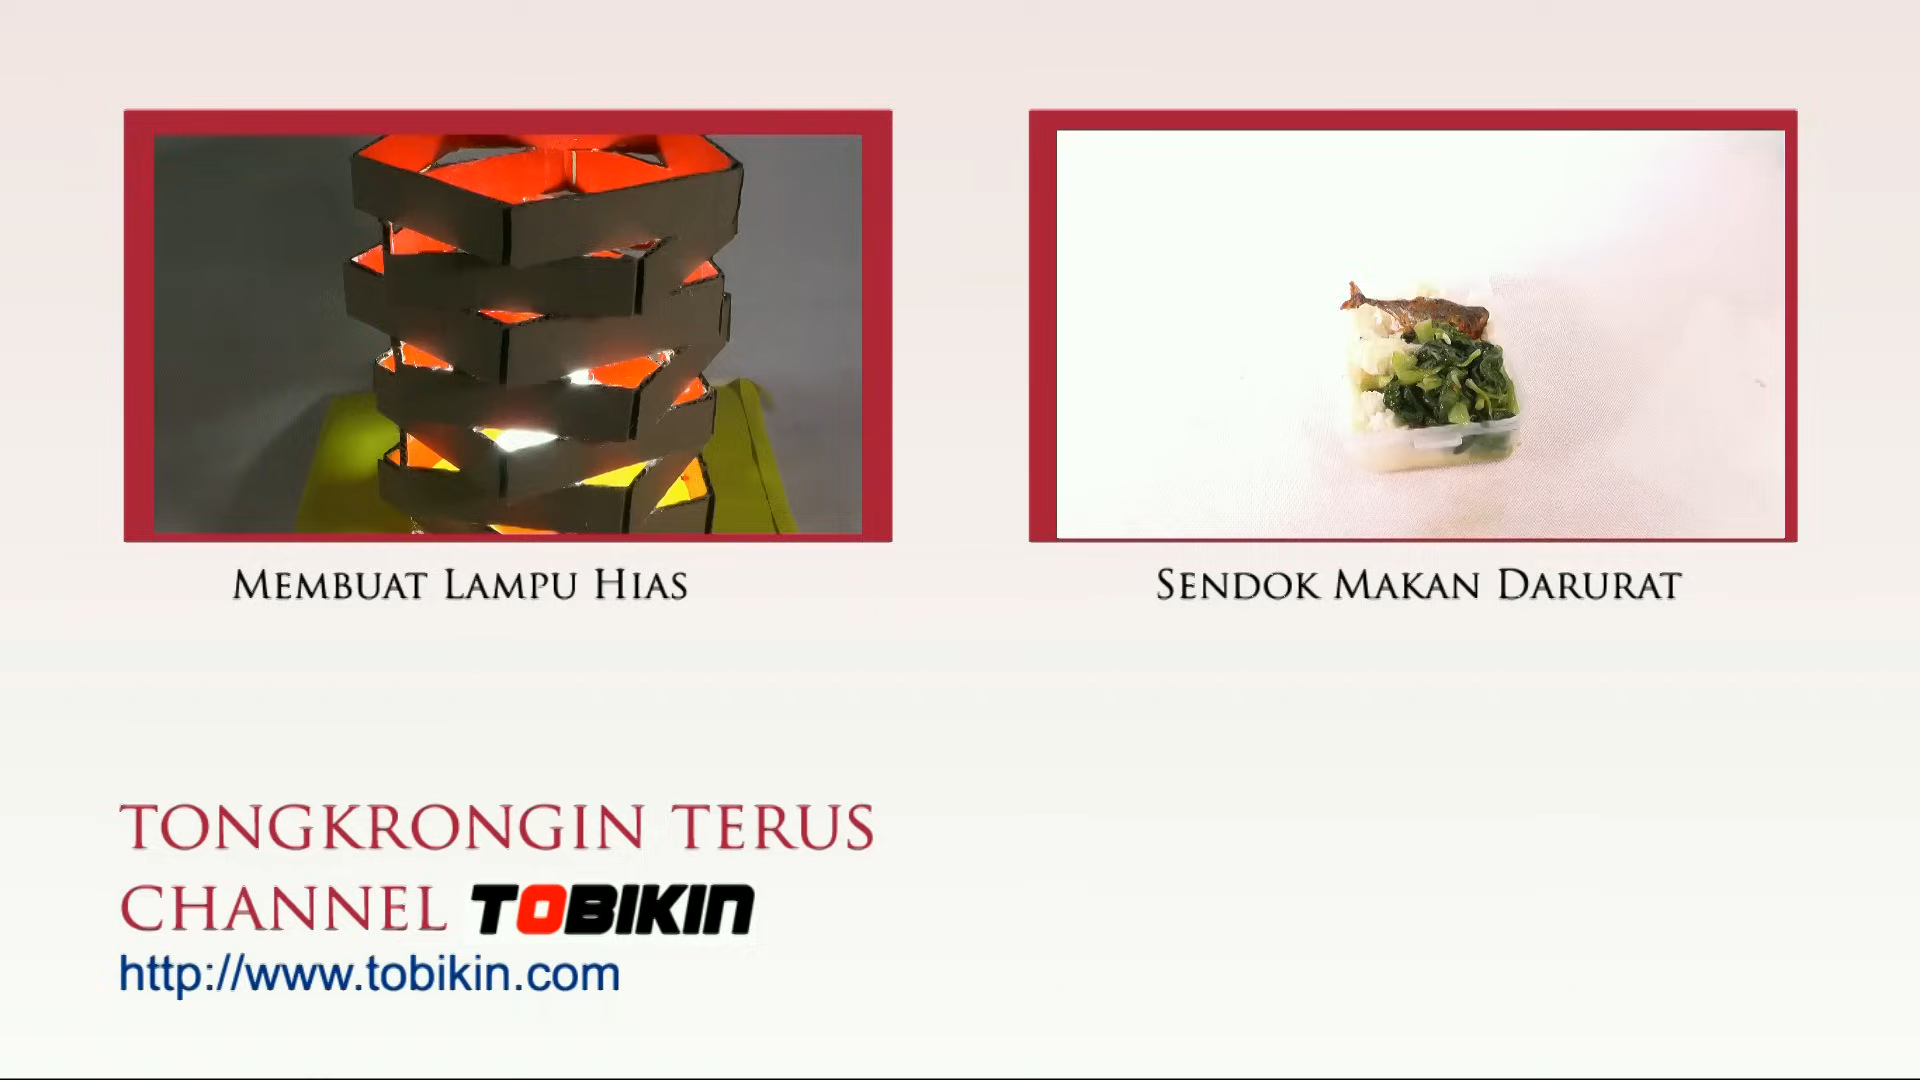 Membuat Lampu Hias
Sendok Makan Darurat
TONGKRONGIN TERUS
CHANNEL TOBIKIN
http://www.tobikin.com